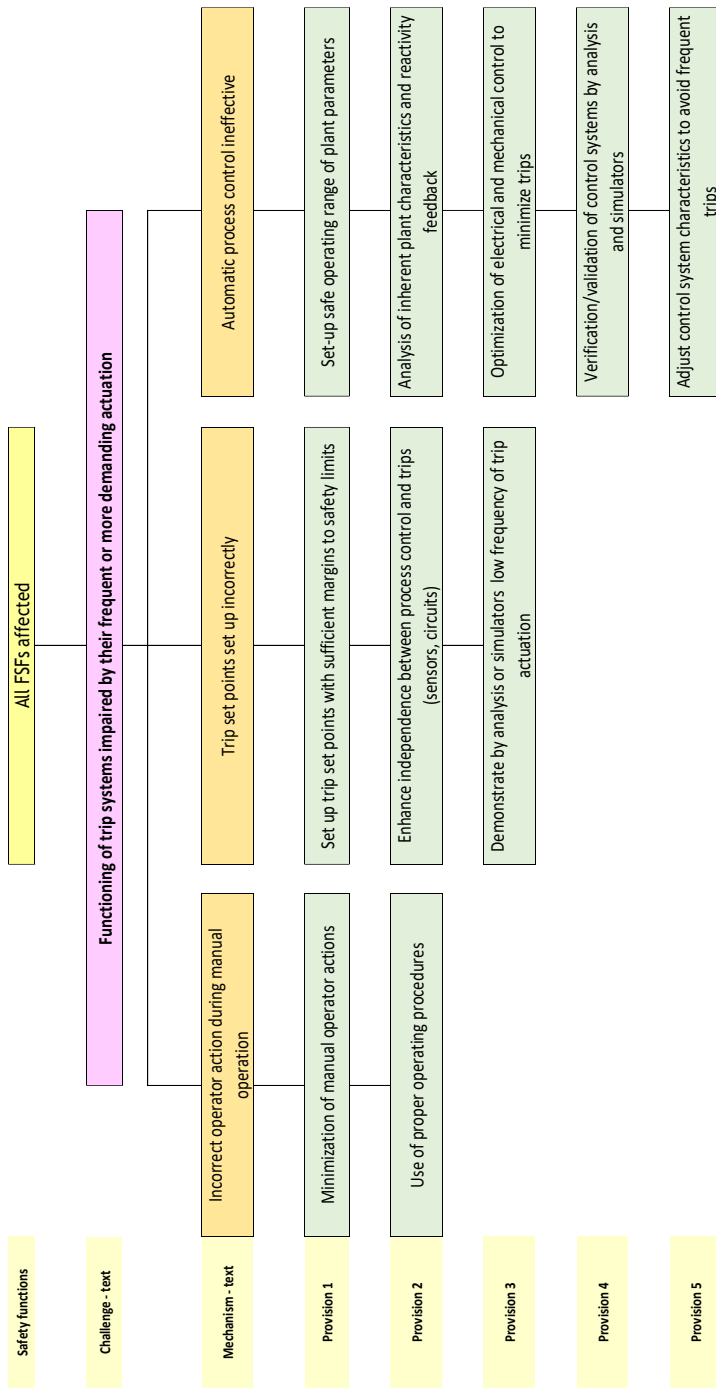 Safety functions
All FSFs affected
Challenge - text
Functioning of trip systems impaired by their frequent or more demanding actuation
Mechanism - text
Incorrect operator action during manual
operation
Trip set points set up incorrectly
Automatic process control ineffective
Provision 1
Minimization of manual operator actions
Set up trip set points with sufficient margins to safety limits
Set-up safe operating range of plant parameters
Provision 2
Use of proper operating procedures
Enhance independence between process control and trips
(sensors, circuits)
Analysis of inherent plant characteristics and reactivity
feedback
Provision 3
Demonstrate by analysis or simulators low frequency of trip
actuation
Optimization of electrical and mechanical control to
minimize trips
Provision 4
Verification/validation of control systems by analysis
and simulators
Provision 5
Adjust control system characteristics to avoid frequent
trips